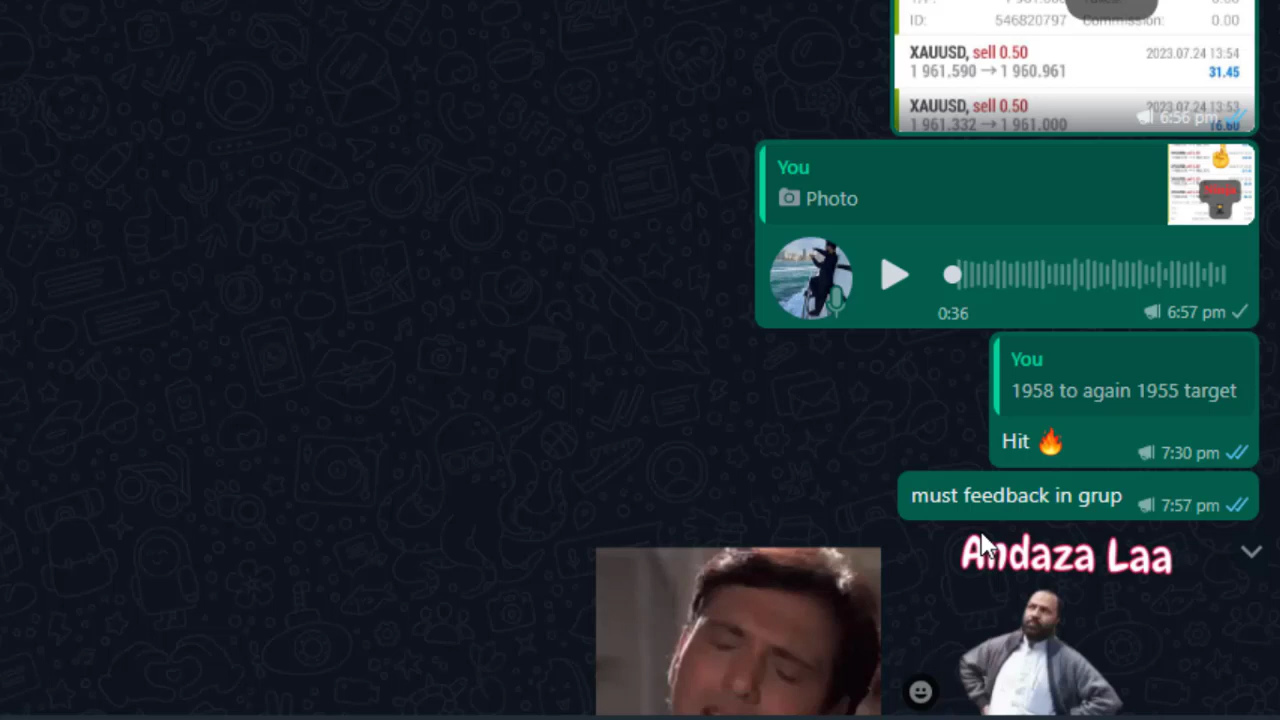 ID: 546820797 Commission: 0.00
XAUUSD, sell 0.50 2023.07.24 13:54
1 961.590 → 1 960.961 31.45
XAUUSD, sell 0.50 2023.07.24 13:53
1 961.332 → 1 961.000 16.60
6:56 pm
You
Photo
0:36 6:57 pm
You
1958 to again 1955 target
Hit 🔥 7:30 pm
must feedback in grup 7:57 pm
Andaza Laa